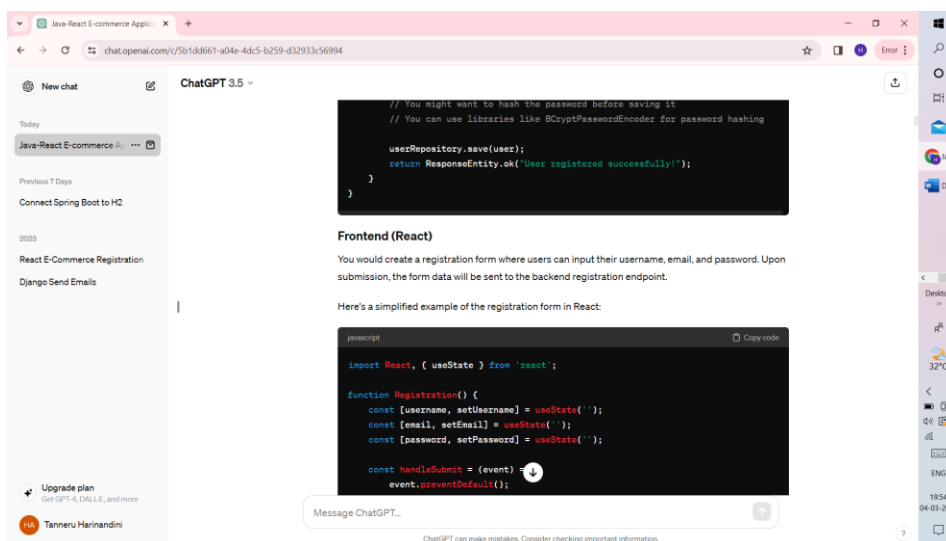 Java-React E-commerce Applic
chat.openai.com/c/5b1dd661-a04e-4dc5-b259-d32933c56994
H
Error
New chat
ChatGPT 3.5
Today
Java-React E-commerce Ap
Previous 7 Days
Connect Spring Boot to H2
2023
React E-Commerce Registration
Django Send Emails
Upgrade plan
Get GPT-4, DALL·E, and more
HA
Tanneru Harinandini
// You might want to hash the password before saving it
// You can use libraries like BCryptPasswordEncoder for password hashing
userRepository.save(user);
return ResponseEntity.ok("User registered successfully!");
}
}
Frontend (React)
You would create a registration form where users can input their username, email, and password. Upon
submission, the form data will be sent to the backend registration endpoint.
Here's a simplified example of the registration form in React:
javascript
Copy code
import React, { useState } from 'react';
function Registration() {
const [username, setUsername] = useState('');
const [email, setEmail] = useState('');
const [password, setPassword] = useState('');
const handleSubmit = (event) =
event.preventDefault();
Message ChatGPT...
ChatGPT can make mistakes. Consider checking important information.
?
Deskto
32°C
ENG
19:54
04-03-2